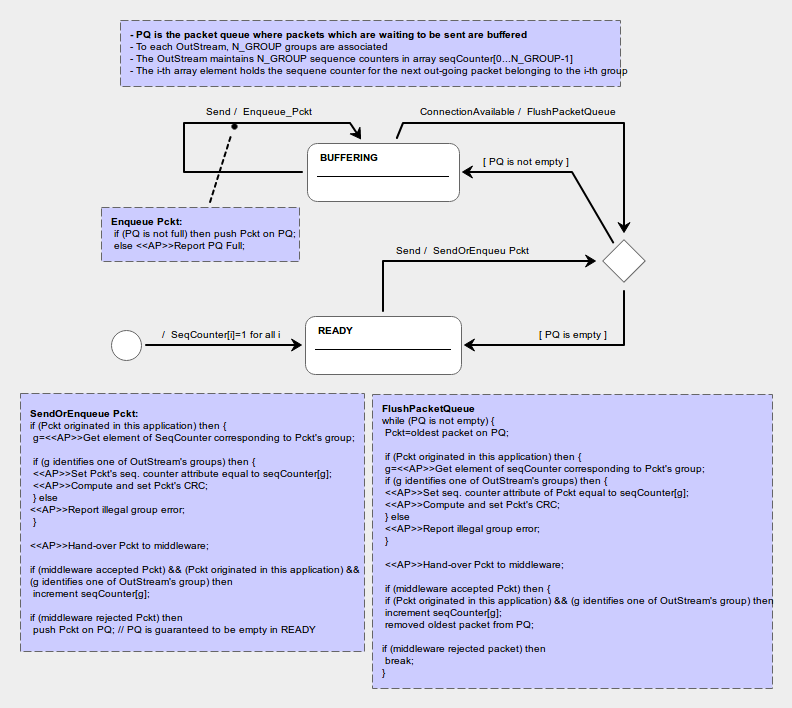 - PQ is the packet queue where packets which are waiting to be sent are buffered
- To each OutStream, N_GROUP groups are associated
- The OutStream maintains N_GROUP sequence counters in array seqCounter[0...N_GROUP-1]
- The i-th array element holds the sequene counter for the next out-going packet belonging to the i-th group
Send / Enqueue_Pckt
ConnectionAvailable / FlushPacketQueue
BUFFERING
[ PQ is not empty ]
Enqueue Pckt:
if (PQ is not full) then push Pckt on PQ;
else <<AP>>Report PQ Full;
Send / SendOrEnqueu Pckt
/ SeqCounter[i]=1 for all i
READY
[ PQ is empty ]
SendOrEnqueue Pckt:
if (Pckt originated in this application) then {
g=<<AP>>Get element of SeqCounter corresponding to Pckt's group;
if (g identifies one of OutStream's groups) then {
<<AP>>Set Pckt's seq. counter attribute equal to seqCounter[g];
<<AP>>Compute and set Pckt's CRC;
} else
<<AP>>Report illegal group error;
}
<<AP>>Hand-over Pckt to middleware;
if (middleware accepted Pckt) && (Pckt originated in this application) &&
(g identifies one of OutStream's group) then
increment seqCounter[g];
if (middleware rejected Pckt) then
push Pckt on PQ; // PQ is guaranteed to be empty in READY
FlushPacketQueue
while (PQ is not empty) {
Pckt=oldest packet on PQ;
if (Pckt originated in this application) then {
g=<<AP>>Get element of seqCounter corresponding to Pckt's group;
if (g identifies one of OutStream's groups) then {
<<AP>>Set seq. counter attribute of Pckt equal to seqCounter[g];
<<AP>>Compute and set Pckt's CRC;
} else
<<AP>>Report illegal group error;
}
<<AP>>Hand-over Pckt to middleware;
if (middleware accepted Pckt) then {
if (Pckt originated in this application) && (g identifies one of OutStream's group) then
increment seqCounter[g];
removed oldest packet from PQ;
if (middleware rejected packet) then
break;
}